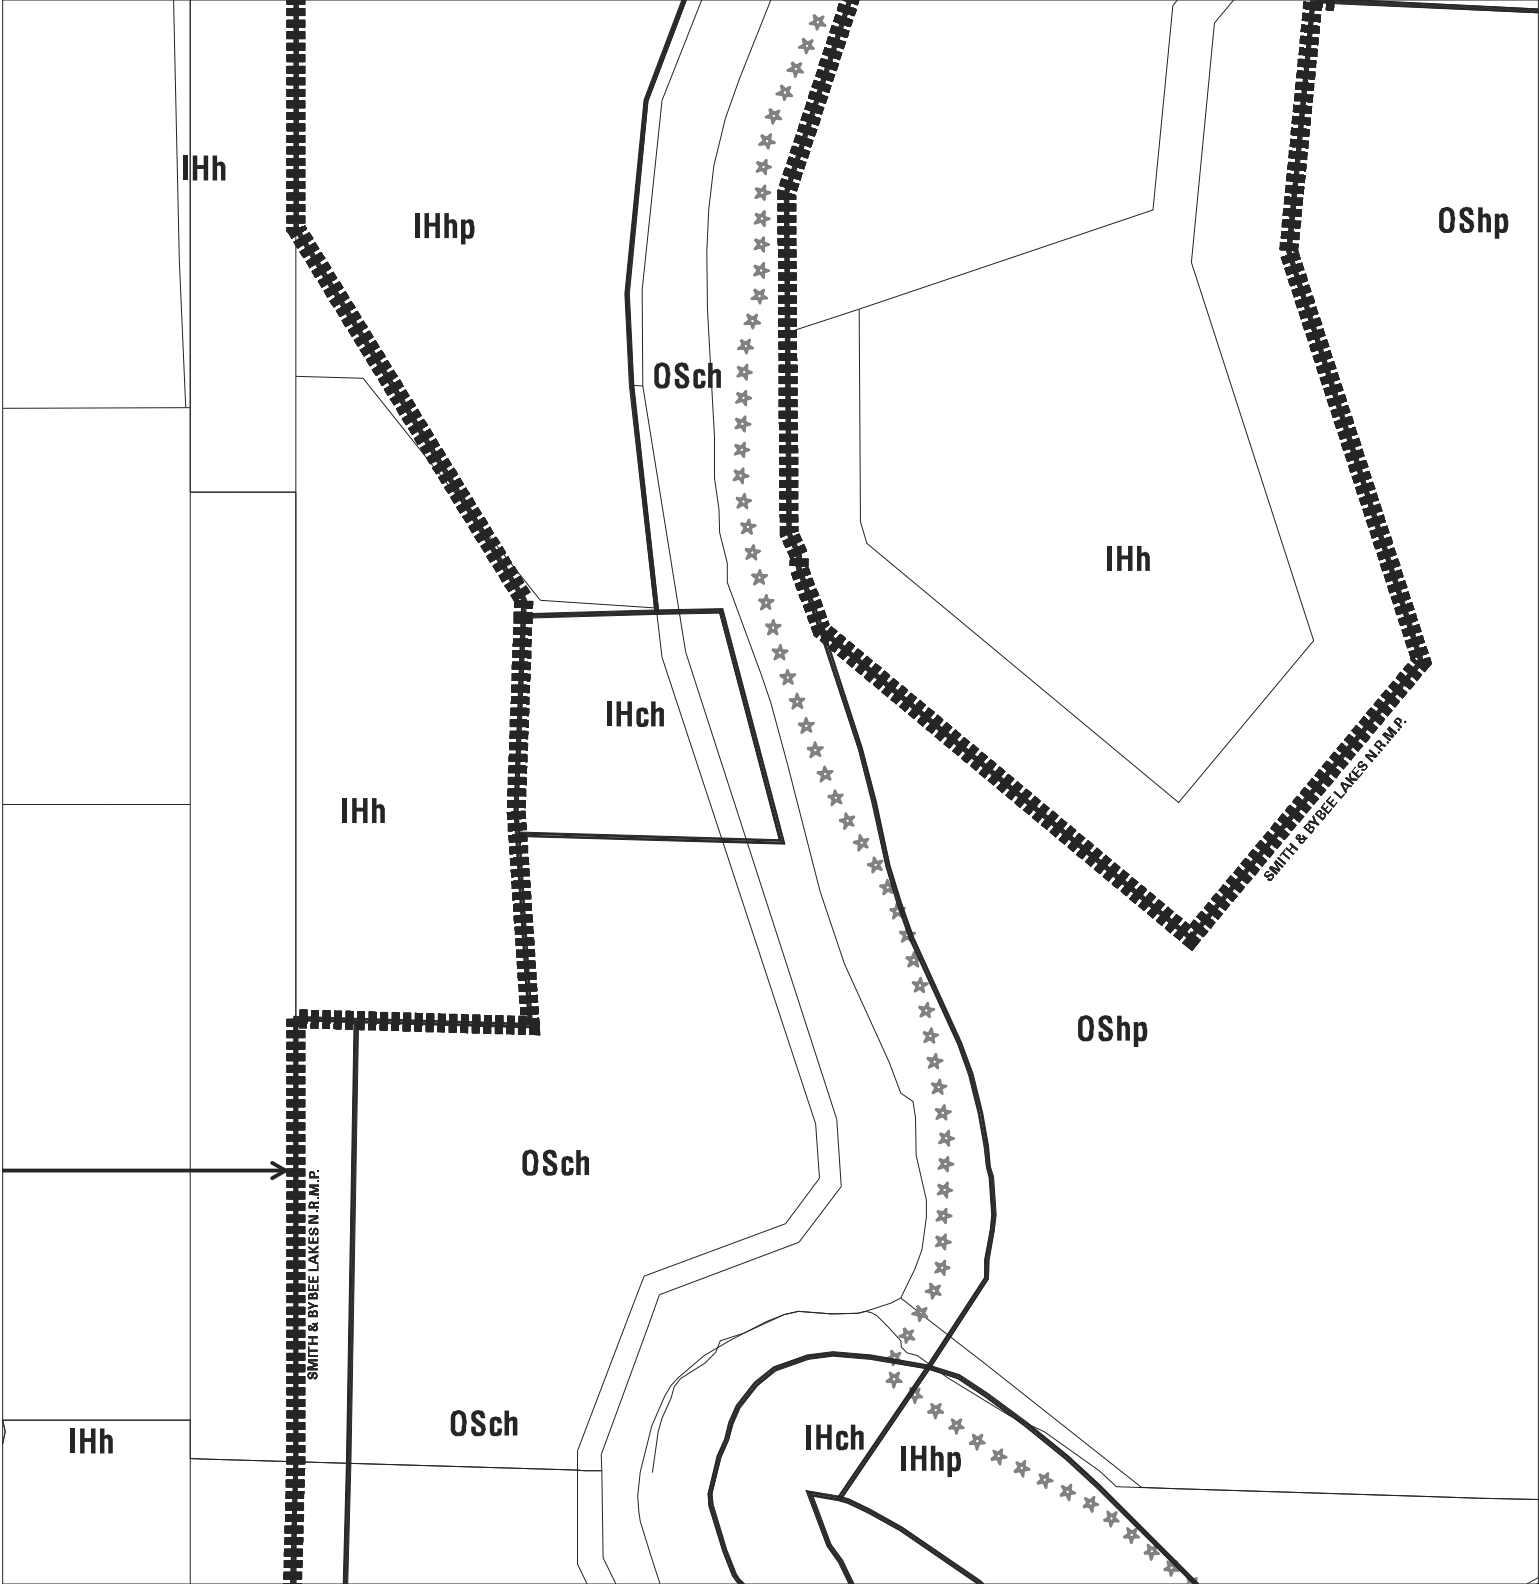 IHh
IHhp
OShp
OSch
IHh
IHch
IHh
SMITH & BYBEE LAKES N.R.M.P.
OShp
OSch
SMITH & BYBEE LAKES N.R.M.P.
OSch
IHch
IHh
IHhp